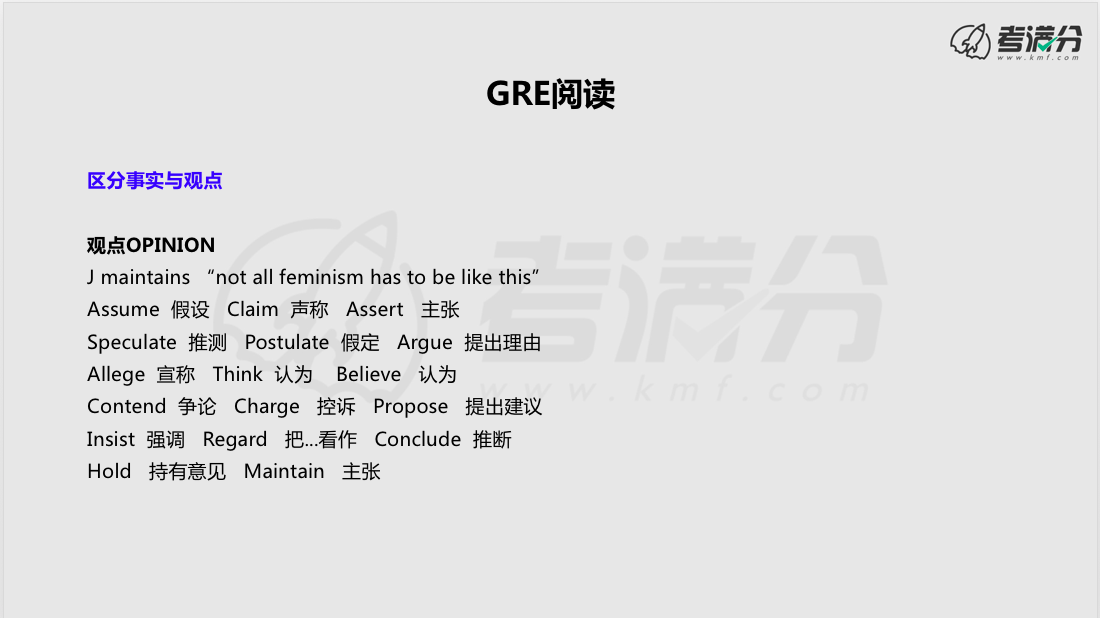 考满分
www.kmf.com
GRE阅读
区分事实与观点
观点OPINION
J maintains “not all feminism has to be like this”
Assume 假设 Claim 声称 Assert 主张
Speculate 推测 Postulate 假定 Argue 提出理由
Allege 宣称 Think 认为 Believe 认为
Contend 争论 Charge 控诉 Propose 提出建议
Insist 强调 Regard 把...看作 Conclude 推断
Hold 持有意见 Maintain 主张
考满分
www.kmf.com